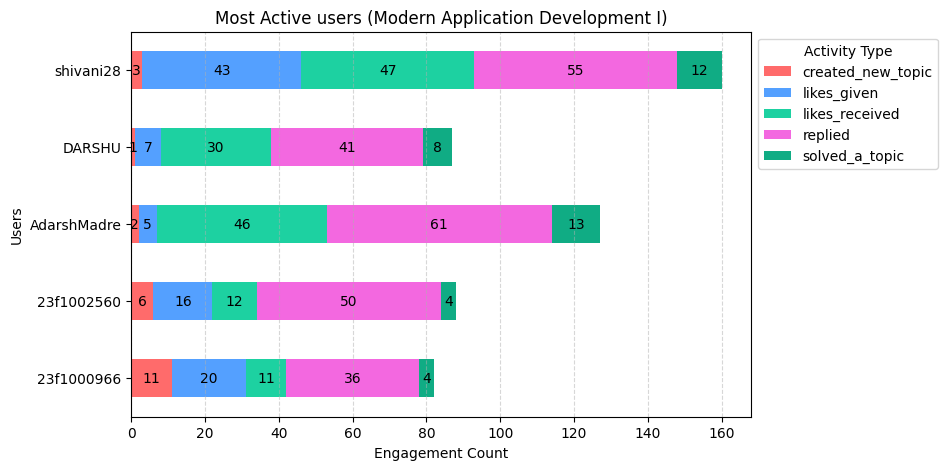 Most Active users (Modern Application Development I)
Activity Type
created_new_topic
likes_given
likes_received
replied
solved_a_topic
Users
shivani28
3 43 47 55 12
DARSHU
1 7 30 41 8
AdarshMadre
2 5 46 61 13
23f1002560
6 16 12 50 4
23f1000966
11 20 11 36 4
0 20 40 60 80 100 120 140 160
Engagement Count